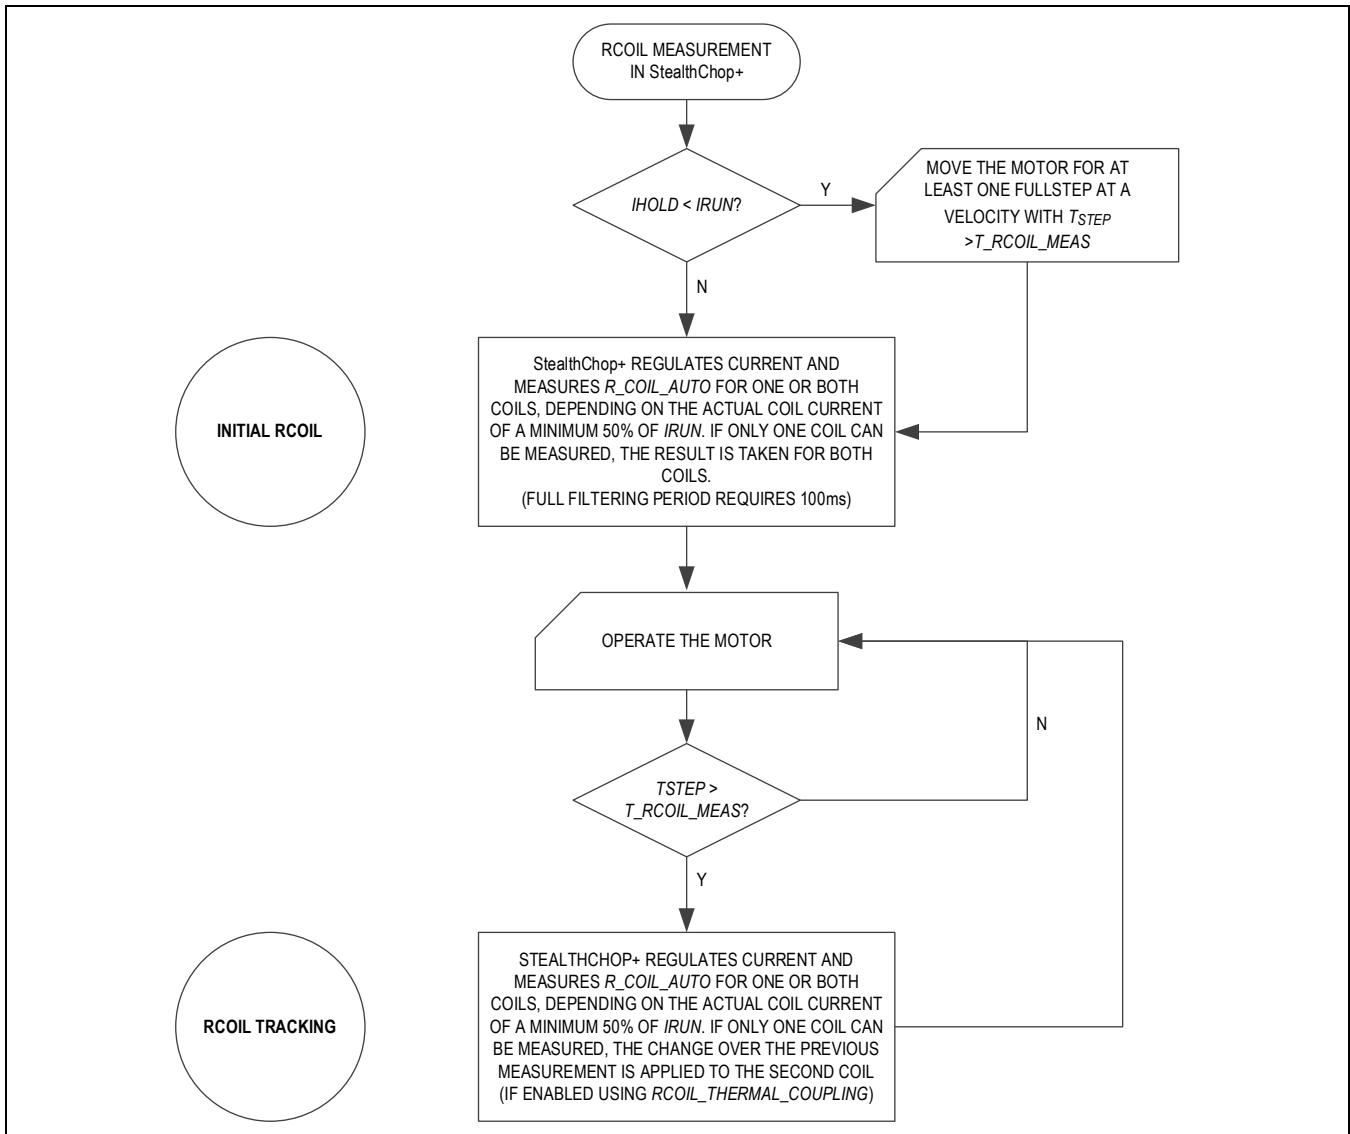 RCOIL MEASUREMENT
IN StealthChop+
IHOLD < IRUN?
Y
MOVE THE MOTOR FOR AT
LEAST ONE FULLSTEP AT A
VELOCITY WITH TSTEP
>T_RCOIL_MEAS
N
INITIAL RCOIL
StealthChop+ REGULATES CURRENT AND
MEASURES R_COIL_AUTO FOR ONE OR BOTH
COILS, DEPENDING ON THE ACTUAL COIL CURRENT
OF A MINIMUM 50% OF IRUN. IF ONLY ONE COIL CAN
BE MEASURED, THE RESULT IS TAKEN FOR BOTH
COILS.
(FULL FILTERING PERIOD REQUIRES 100ms)
OPERATE THE MOTOR
N
TSTEP >
T_RCOIL_MEAS?
Y
RCOIL TRACKING
STEALTHCHOP+ REGULATES CURRENT AND
MEASURES R_COIL_AUTO FOR ONE OR BOTH
COILS, DEPENDING ON THE ACTUAL COIL CURRENT
OF A MINIMUM 50% OF IRUN. IF ONLY ONE COIL CAN
BE MEASURED, THE CHANGE OVER THE PREVIOUS
MEASUREMENT IS APPLIED TO THE SECOND COIL
(IF ENABLED USING RCOIL_THERMAL_COUPLING)